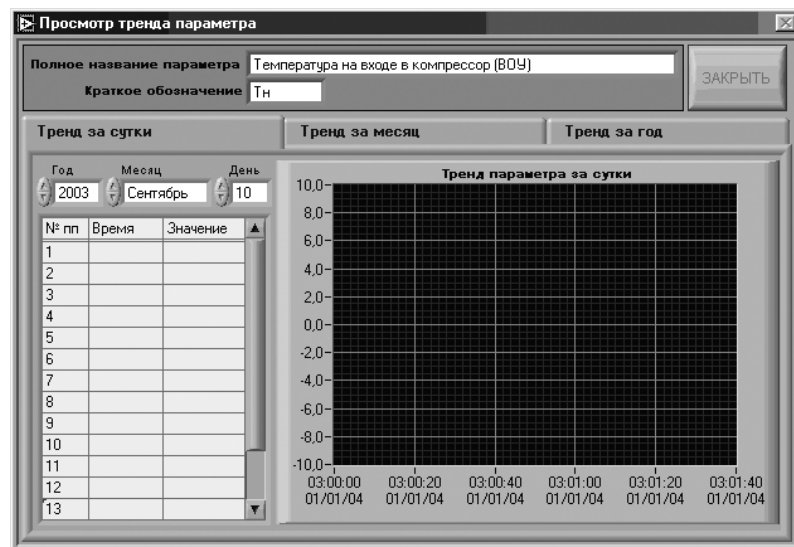 Просмотр тренда параметра
Полное название параметра Температура на входе в компрессор (ВОУ)
Краткое обозначение Тн
ЗАКРЫТЬ
Тренд за сутки Тренд за месяц Тренд за год
Год Месяц День
2003 Сентябрь 10
№ пп Время Значение
1
2
3
4
5
6
7
8
9
10
11
12
13
Тренд параметра за сутки
10,0
8,0
6,0
4,0
2,0
0,0
-2,0
-4,0
-6,0
-8,0
-10,0
03:00:00 03:00:20 03:00:40 03:01:00 03:01:20 03:01:40
01/01/04 01/01/04 01/01/04 01/01/04 01/01/04 01/01/04